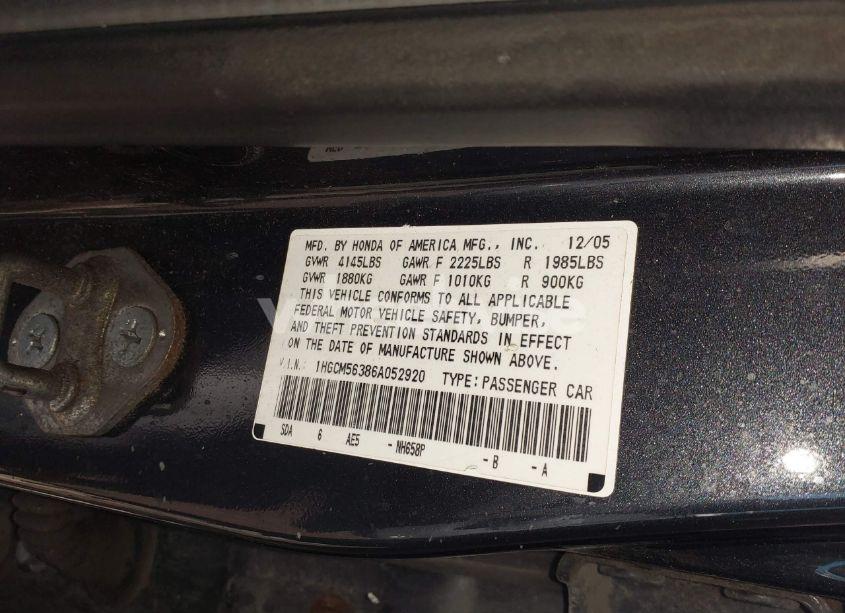 MFD. BY HONDA OF AMERICA MFG., INC. 12/05
GVWR 4145LBS GAWR F 2225LBS R 1985LBS
GVWR 1880KG GAWR F 1010KG R 900KG
THIS VEHICLE CONFORMS TO ALL APPLICABLE
FEDERAL MOTOR VEHICLE SAFETY, BUMPER,
AND THEFT PREVENTION STANDARDS IN EFFECT
ON THE DATE OF MANUFACTURE SHOWN ABOVE.
V.I.N.: 1HGCM56386A052920 TYPE:PASSENGER CAR
SDA 6 AE5 -NH658P -B -A